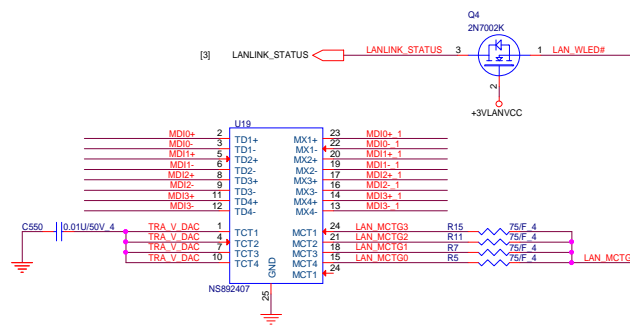 Q4
2N7002K
[3] LANLINK_STATUS LANLINK_STATUS 3 1 LAN_WLED#
2
+3VLANVCC
U19
MDI0+ 2 TD1+ MX1+ 23 MDI0+_1
MDI0- 3 TD1- MX1- 22 MDI0-_1
MDI1+ 5 TD2+ MX2+ 20 MDI1+_1
MDI1- 6 TD2- MX2- 19 MDI1-_1
MDI2+ 8 TD3+ MX3+ 17 MDI2+_1
MDI2- 9 TD3- MX3- 16 MDI2-_1
MDI3+ 11 TD4+ MX4+ 14 MDI3+_1
MDI3- 12 TD4- MX4- 13 MDI3-_1
C550 0.01U/50V_4 TRA_V_DAC 1 TCT1 MCT1 24 LAN_MCTG3 R15 75/F_4
TRA_V_DAC 4 TCT2 MCT2 21 LAN_MCTG2 R11 75/F_4
TRA_V_DAC 7 TCT3 MCT3 18 LAN_MCTG1 R7 75/F_4
TRA_V_DAC 10 TCT4 MCT4 15 LAN_MCTG0 R5 75/F_4 LAN_MCTG
GND MCT1 24
NS892407 25